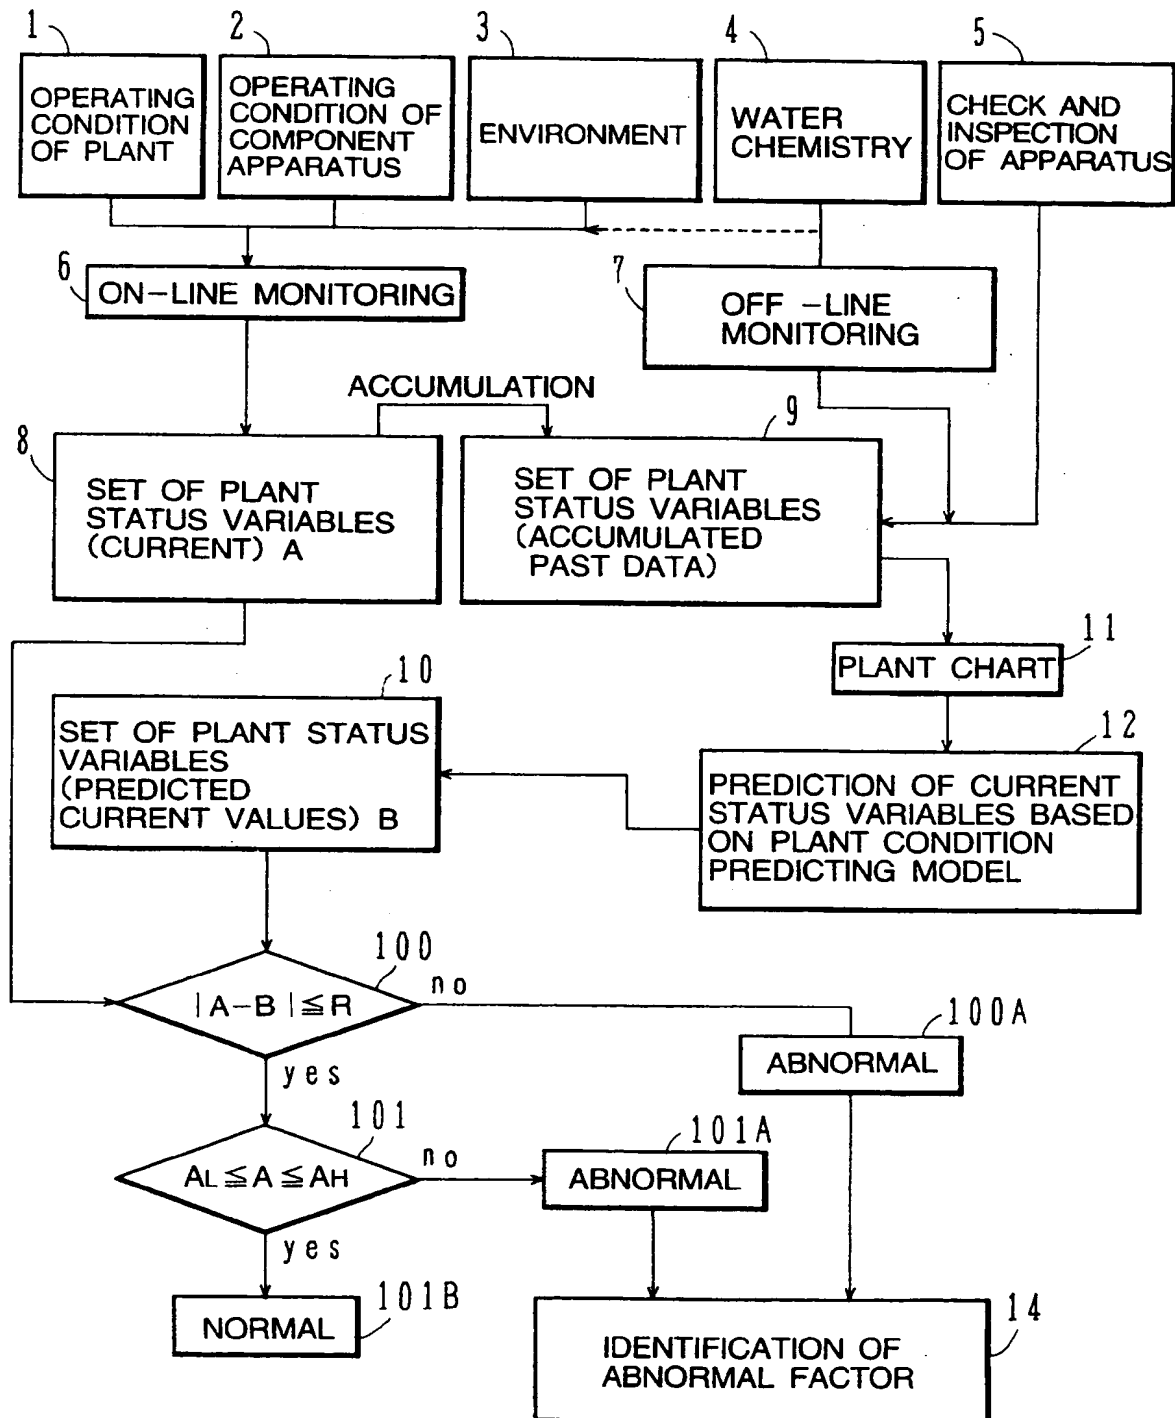 1
2
3
4
5
OPERATING
CONDITION
OF PLANT
OPERATING
CONDITION OF
COMPONENT
APPARATUS
ENVIRONMENT
WATER
CHEMISTRY
CHECK AND
INSPECTION
OF APPARATUS
6
ON-LINE MONITORING
7
OFF -LINE
MONITORING
ACCUMULATION
8
SET OF PLANT
STATUS VARIABLES
(CURRENT) A
9
SET OF PLANT
STATUS VARIABLES
(ACCUMULATED
PAST DATA)
11
PLANT CHART
10
SET OF PLANT STATUS
VARIABLES
(PREDICTED
CURRENT VALUES) B
12
PREDICTION OF CURRENT
STATUS VARIABLES BASED
ON PLANT CONDITION
PREDICTING MODEL
100
|A-B|≦R
no
yes
100A
ABNORMAL
101
AL≦A≦AH
no
yes
101A
ABNORMAL
101B
NORMAL
14
IDENTIFICATION OF
ABNORMAL FACTOR